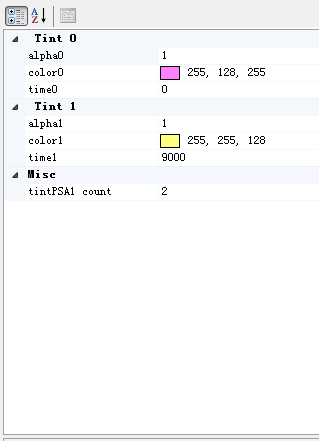 A
Z
Tint 0
alpha0 1
color0 255, 128, 255
time0 0
Tint 1
alpha1 1
color1 255, 255, 128
time1 9000
Misc
tintPSA1 count 2